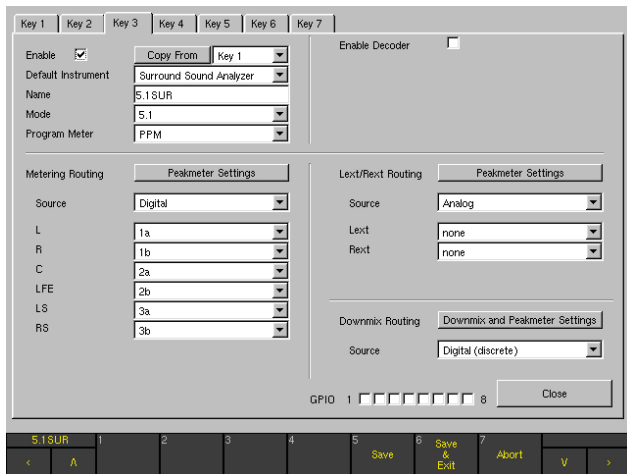 Key 1 Key 2 Key 3 Key 4 Key 5 Key 6 Key 7
Enable Copy From Key 1
Default Instrument Surround Sound Analyzer
Name 5.1SUR
Mode 5.1
Program Meter PPM
Enable Decoder
Metering Routing Peakmeter Settings
Source Digital
L 1a
R 1b
C 2a
LFE 2b
LS 3a
RS 3b
Lext/Rext Routing Peakmeter Settings
Source Analog
Lext none
Rext none
Downmix Routing Downmix and Peakmeter Settings
Source Digital (discrete)
GPIO 1 8 Close
5.1SUR 1 2 3 4 5 Save 6 Save & Exit 7 Abort
< Λ V >